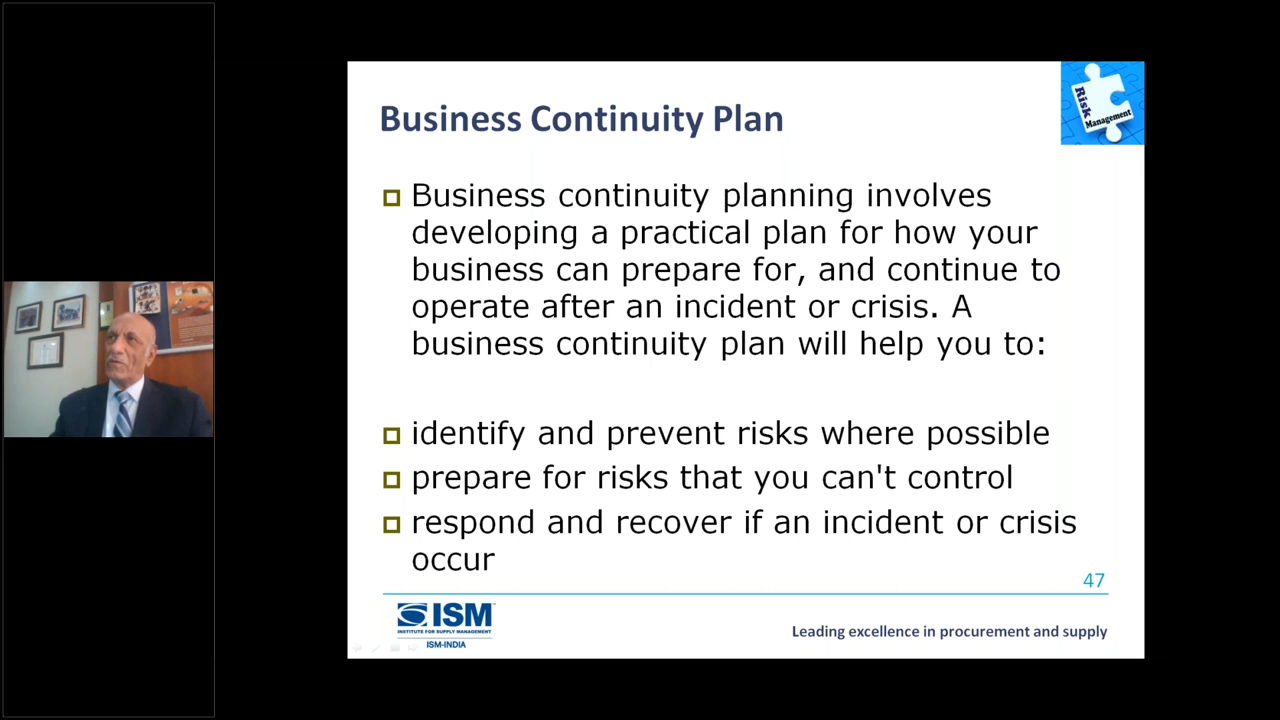 Business Continuity Plan
Risk
Management
Business continuity planning involves
developing a practical plan for how your
business can prepare for, and continue to
operate after an incident or crisis. A
business continuity plan will help you to:
identify and prevent risks where possible
prepare for risks that you can't control
respond and recover if an incident or crisis
occur
47
ISM
INSTITUTE FOR SUPPLY MANAGEMENT
ISM-INDIA
Leading excellence in procurement and supply